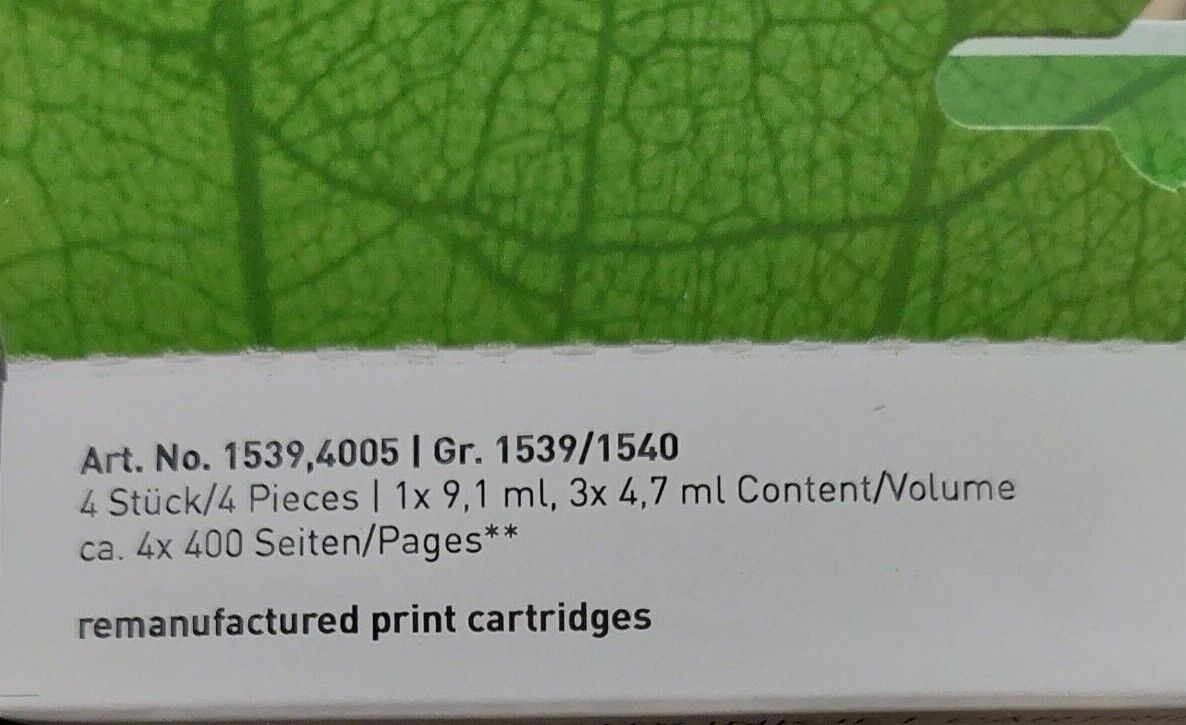 Art. No. 1539,4005 | Gr. 1539/1540
4 Stück/4 Pieces | 1x 9,1 ml, 3x 4,7 ml Content/Volume
ca. 4x 400 Seiten/Pages**
remanufactured print cartridges